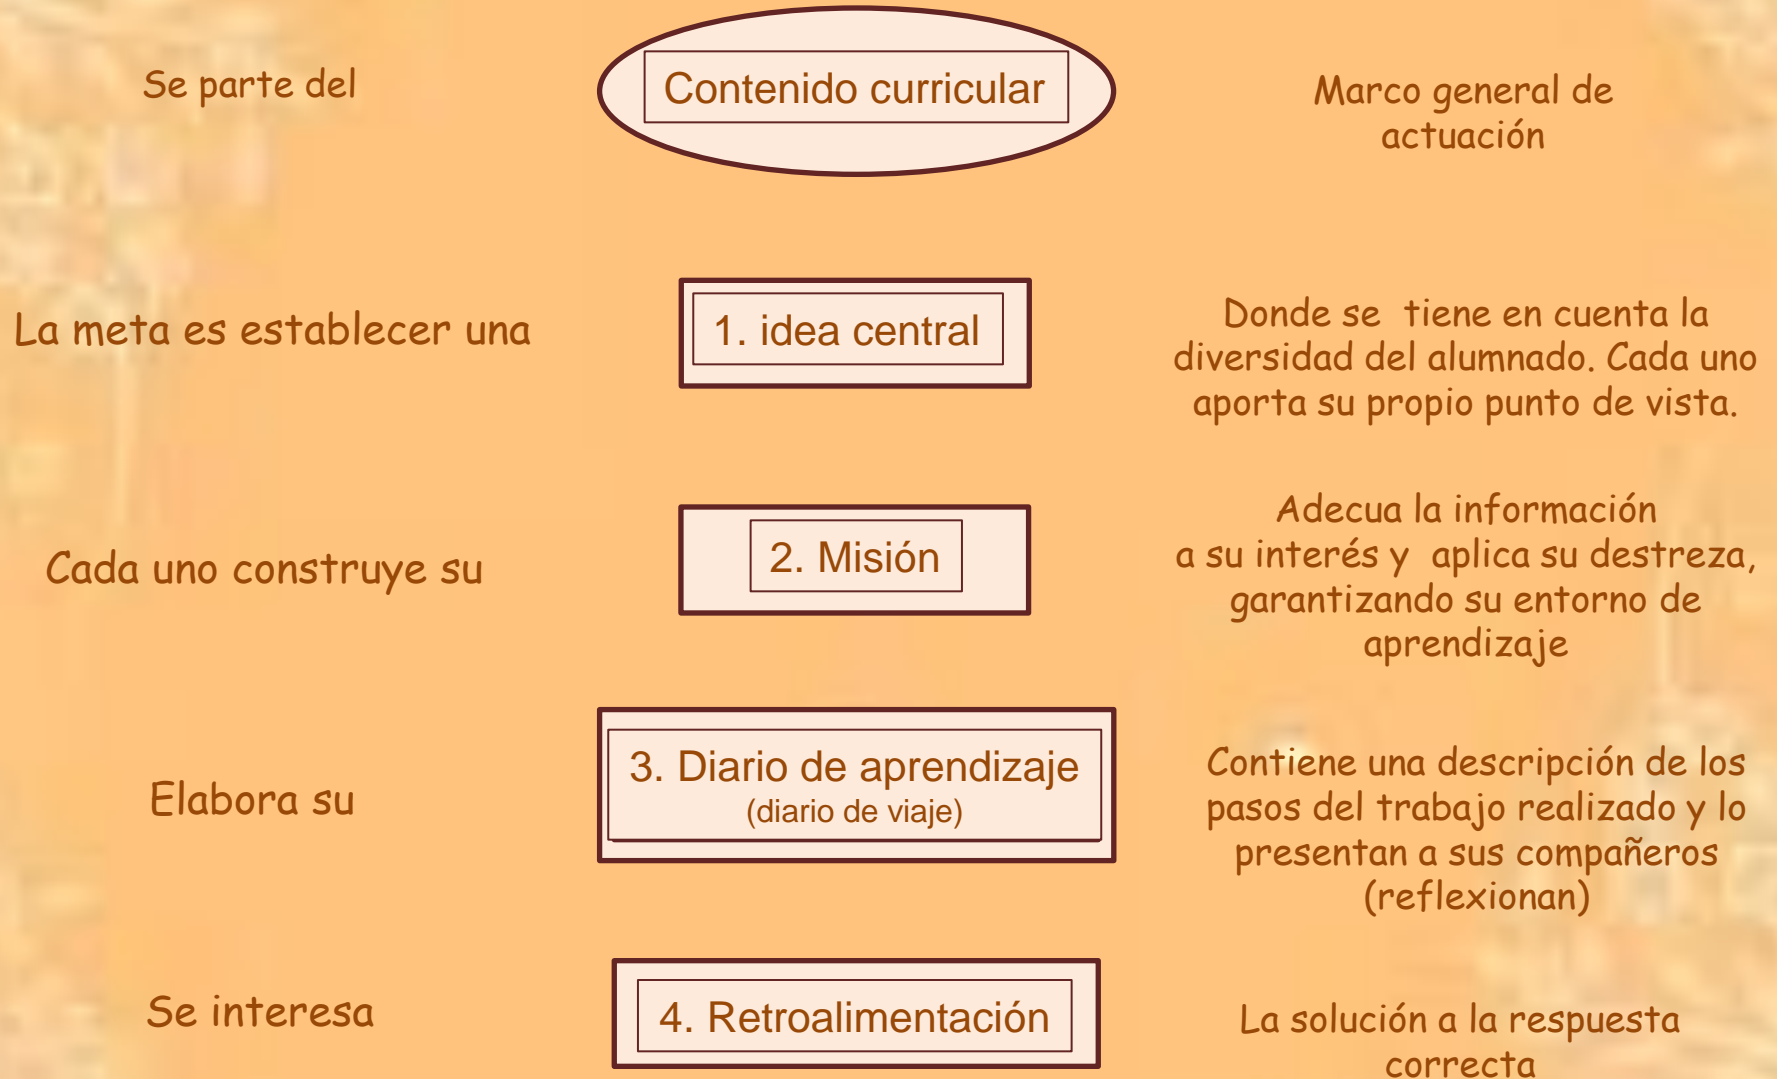 Se parte del
Contenido curricular
Marco general de
actuación
La meta es establecer una
1. idea central
Donde se tiene en cuenta la
diversidad del alumnado. Cada uno
aporta su propio punto de vista.
Cada uno construye su
2. Misión
Adecua la información
a su interés y aplica su destreza,
garantizando su entorno de
aprendizaje
Elabora su
3. Diario de aprendizaje
(diario de viaje)
Contiene una descripción de los
pasos del trabajo realizado y lo
presentan a sus compañeros
(reflexionan)
Se interesa
4. Retroalimentación
La solución a la respuesta
correcta